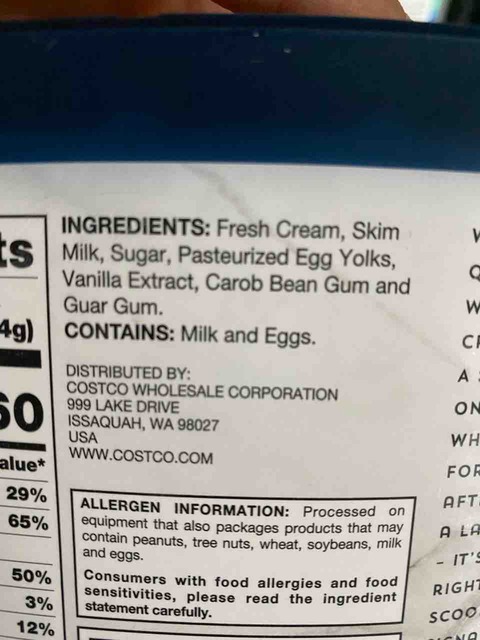 ts
4g)
60
alue*
29%
65%
50%
3%
12%
INGREDIENTS: Fresh Cream, Skim
Milk, Sugar, Pasteurized Egg Yolks,
Vanilla Extract, Carob Bean Gum and
Guar Gum.
CONTAINS: Milk and Eggs.
DISTRIBUTED BY:
COSTCO WHOLESALE CORPORATION
999 LAKE DRIVE
ISSAQUAH, WA 98027
USA
WWW.COSTCO.COM
ALLERGEN INFORMATION: Processed on
equipment that also packages products that may
contain peanuts, tree nuts, wheat, soybeans, milk
and eggs.
Consumers with food allergies and food
sensitivities, please read the ingredient
statement carefully.
W
A
ON
WH
FOR
AFT
A LA
- IT'S
RIGHT
SCOO